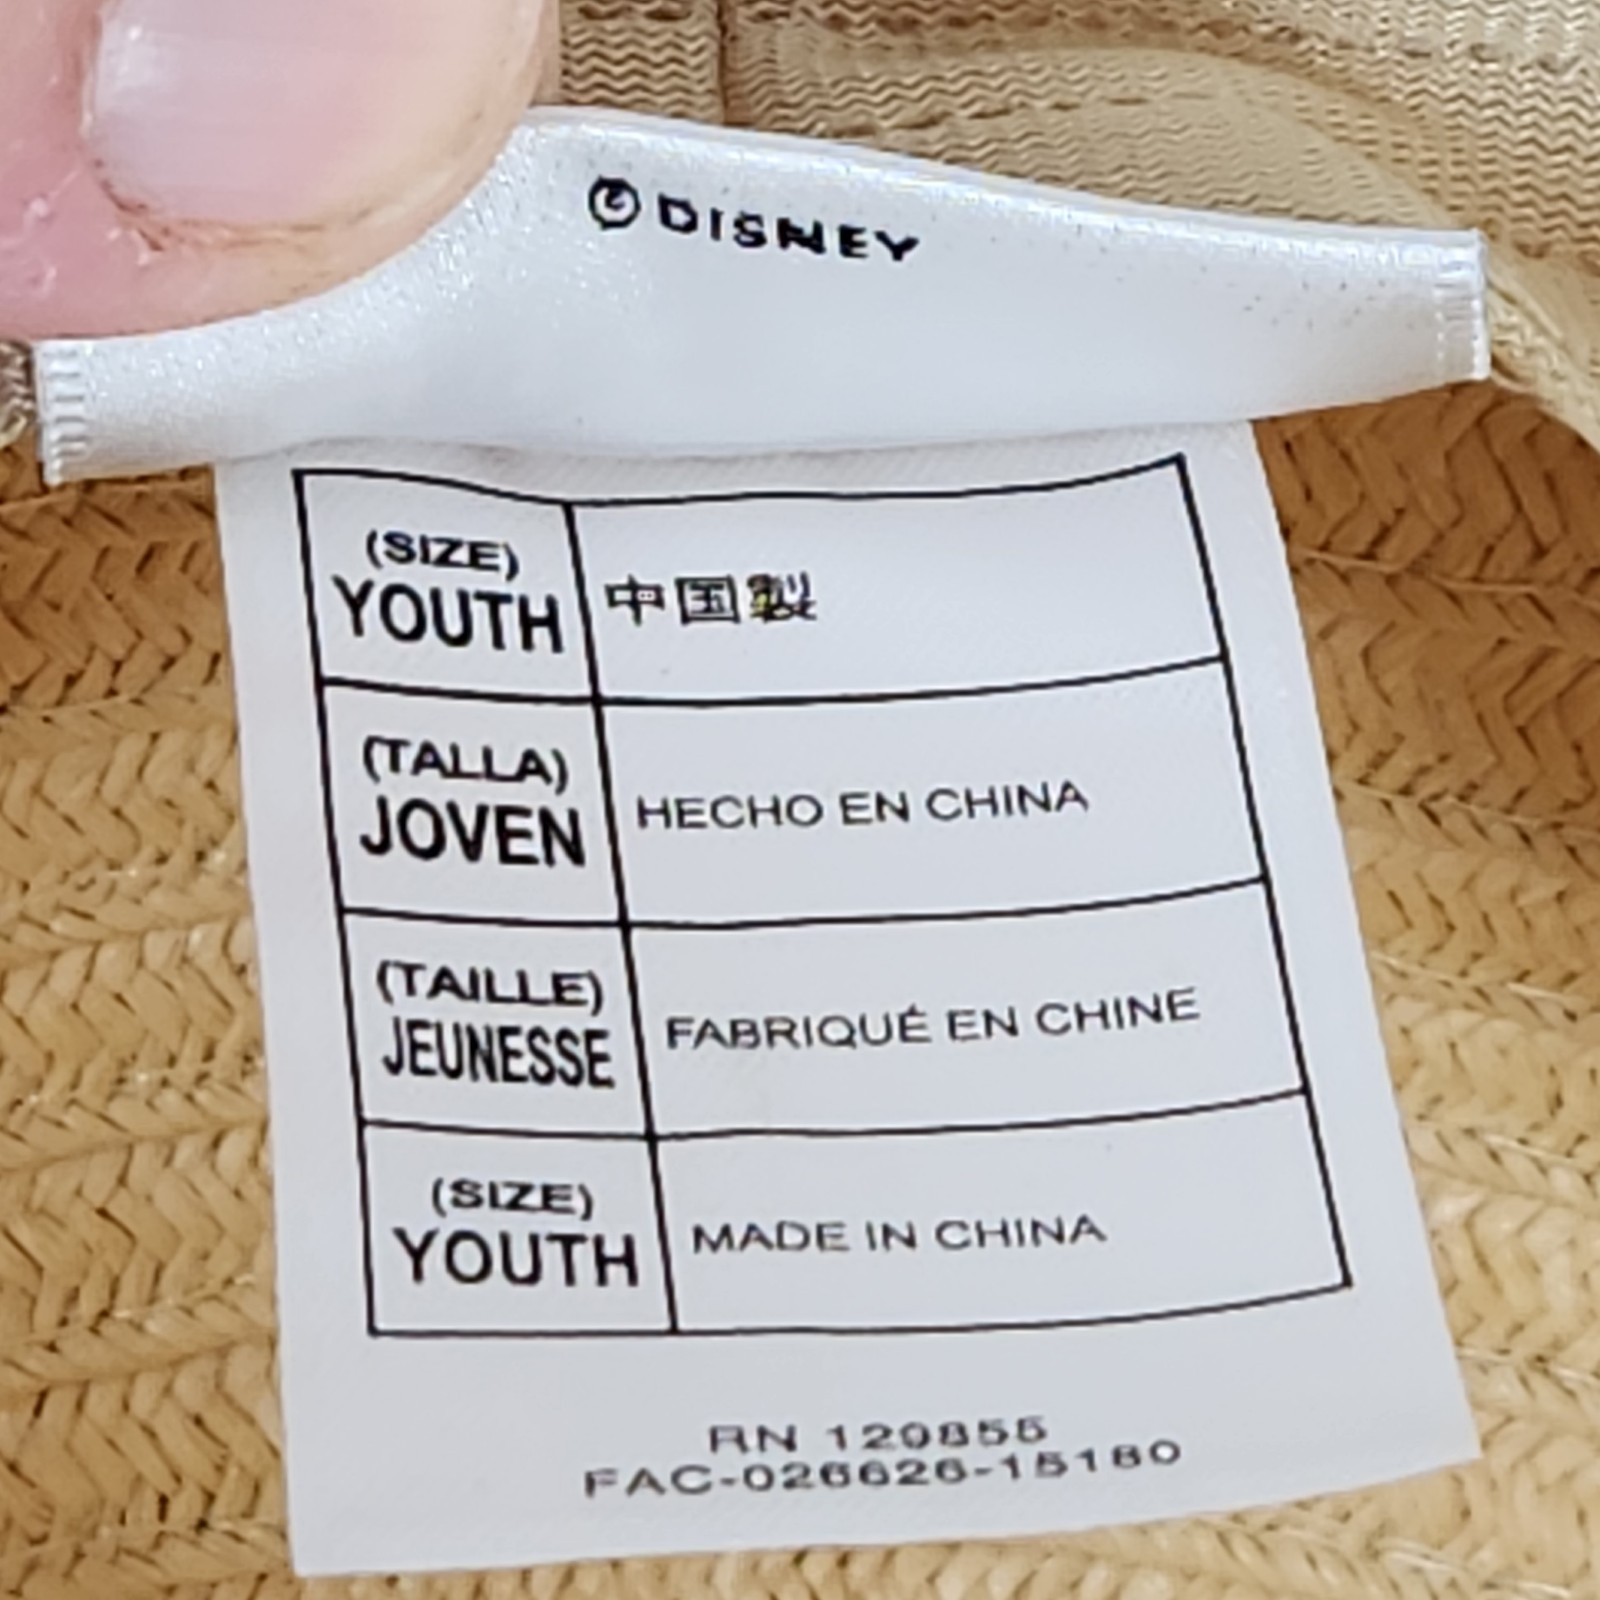 © DISNEY
(SIZE)
YOUTH
中国製
(TALLA)
JOVEN
HECHO EN CHINA
(TAILLE)
JEUNESSE
FABRIQUÉ EN CHINE
(SIZE)
YOUTH
MADE IN CHINA
RN 120855
FAC-026626-15180